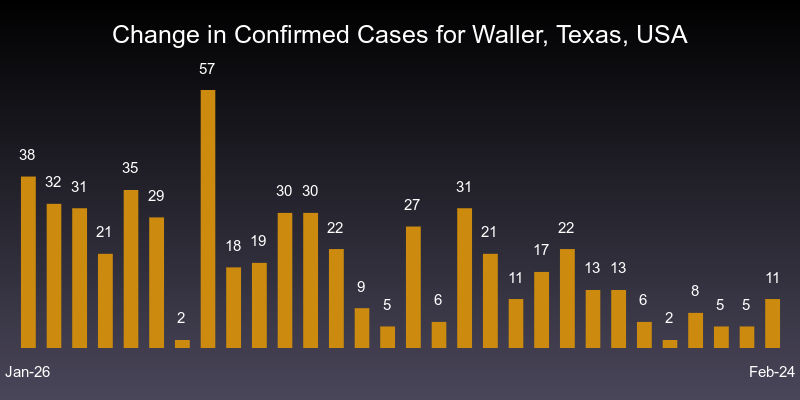 Change in Confirmed Cases for Waller, Texas, USA
38 32 31 21 35 29 2 57 18 19 30 30 22 9 5 27 6 31 21 11 17 22 13 13 6 2 8 5 5 11
Jan-26 Feb-24